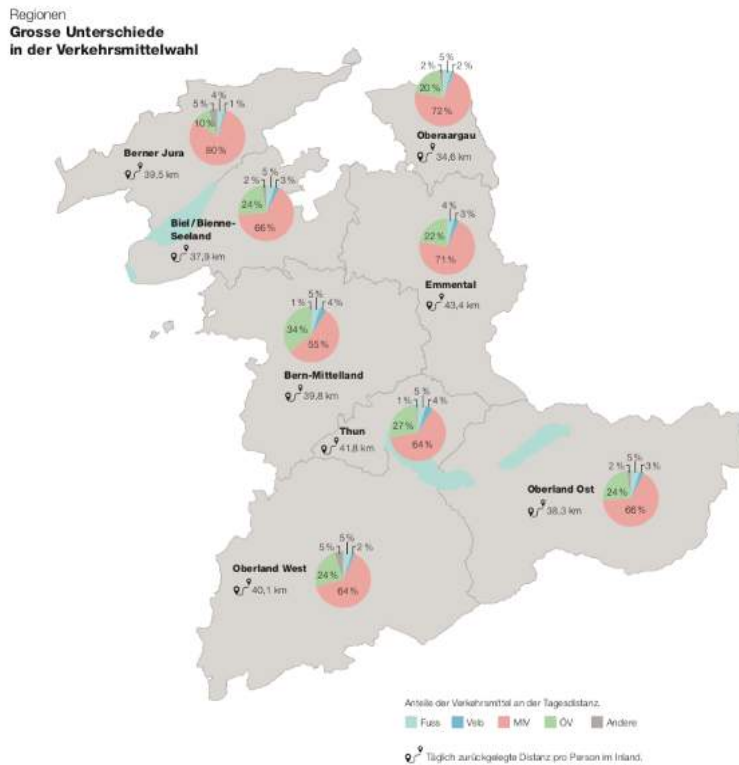 Regionen
Grosse Unterschiede
in der Verkehrsmittelwahl
5 %
2 % 2 %
20 %
72 %
Oberaargau
34,6 km
4 %
5 % 1 %
10 %
80 %
Berner Jura
39,5 km
5 %
2 % 3 %
24 %
66 %
Biel/Bienne-
Seeland
37,9 km
4 %
3 %
22 %
71 %
Emmental
43,4 km
5 %
1 % 4 %
34 %
55 %
Bern-Mittelland
39,8 km
5 %
1 % 4 %
27 %
64 %
Thun
41,8 km
5 %
2 % 3 %
24 %
66 %
Oberland Ost
38,3 km
5 %
5 % 2 %
24 %
64 %
Oberland West
40,1 km
Anteile der Verkehrsmittel an der Tagesdistanz.
Fuss Velo MIV ÖV Andere
Täglich zurückgelegte Distanz pro Person im Inland.